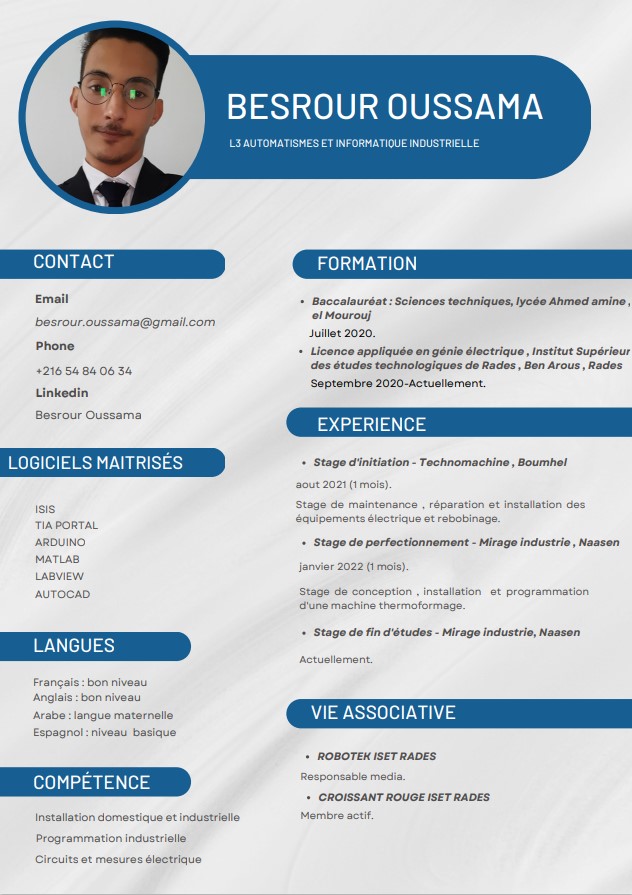 BESROUR OUSSAMA
L3 AUTOMATISMES ET INFORMATIQUE INDUSTRIELLE
CONTACT
Email
besrour.oussama@gmail.com
Phone
+216 54 84 06 34
Linkedin
Besrour Oussama
LOGICIELS MAITRISÉS
ISIS
TIA PORTAL
ARDUINO
MATLAB
LABVIEW
AUTOCAD
LANGUES
Français : bon niveau
Anglais : bon niveau
Arabe : langue maternelle
Espagnol : niveau basique
COMPÉTENCE
Installation domestique et industrielle
Programmation industrielle
Circuits et mesures électrique
FORMATION
• Baccalauréat : Sciences techniques, lycée Ahmed amine ,
el Mourouj
Juillet 2020.
• Licence appliquée en génie électrique , Institut Supérieur
des études technologiques de Rades , Ben Arous , Rades
Septembre 2020-Actuellement.
EXPERIENCE
• Stage d'initiation - Technomachine , Boumhel
aout 2021 (1 mois).
Stage de maintenance , réparation et installation des
équipements électrique et rebobinage.
• Stage de perfectionnement - Mirage industrie , Naasen
janvier 2022 (1 mois).
Stage de conception , installation et programmation
d'une machine thermoformage.
• Stage de fin d'études - Mirage industrie, Naasen
Actuellement.
VIE ASSOCIATIVE
• ROBOTEK ISET RADES
Responsable media.
• CROISSANT ROUGE ISET RADES
Membre actif.